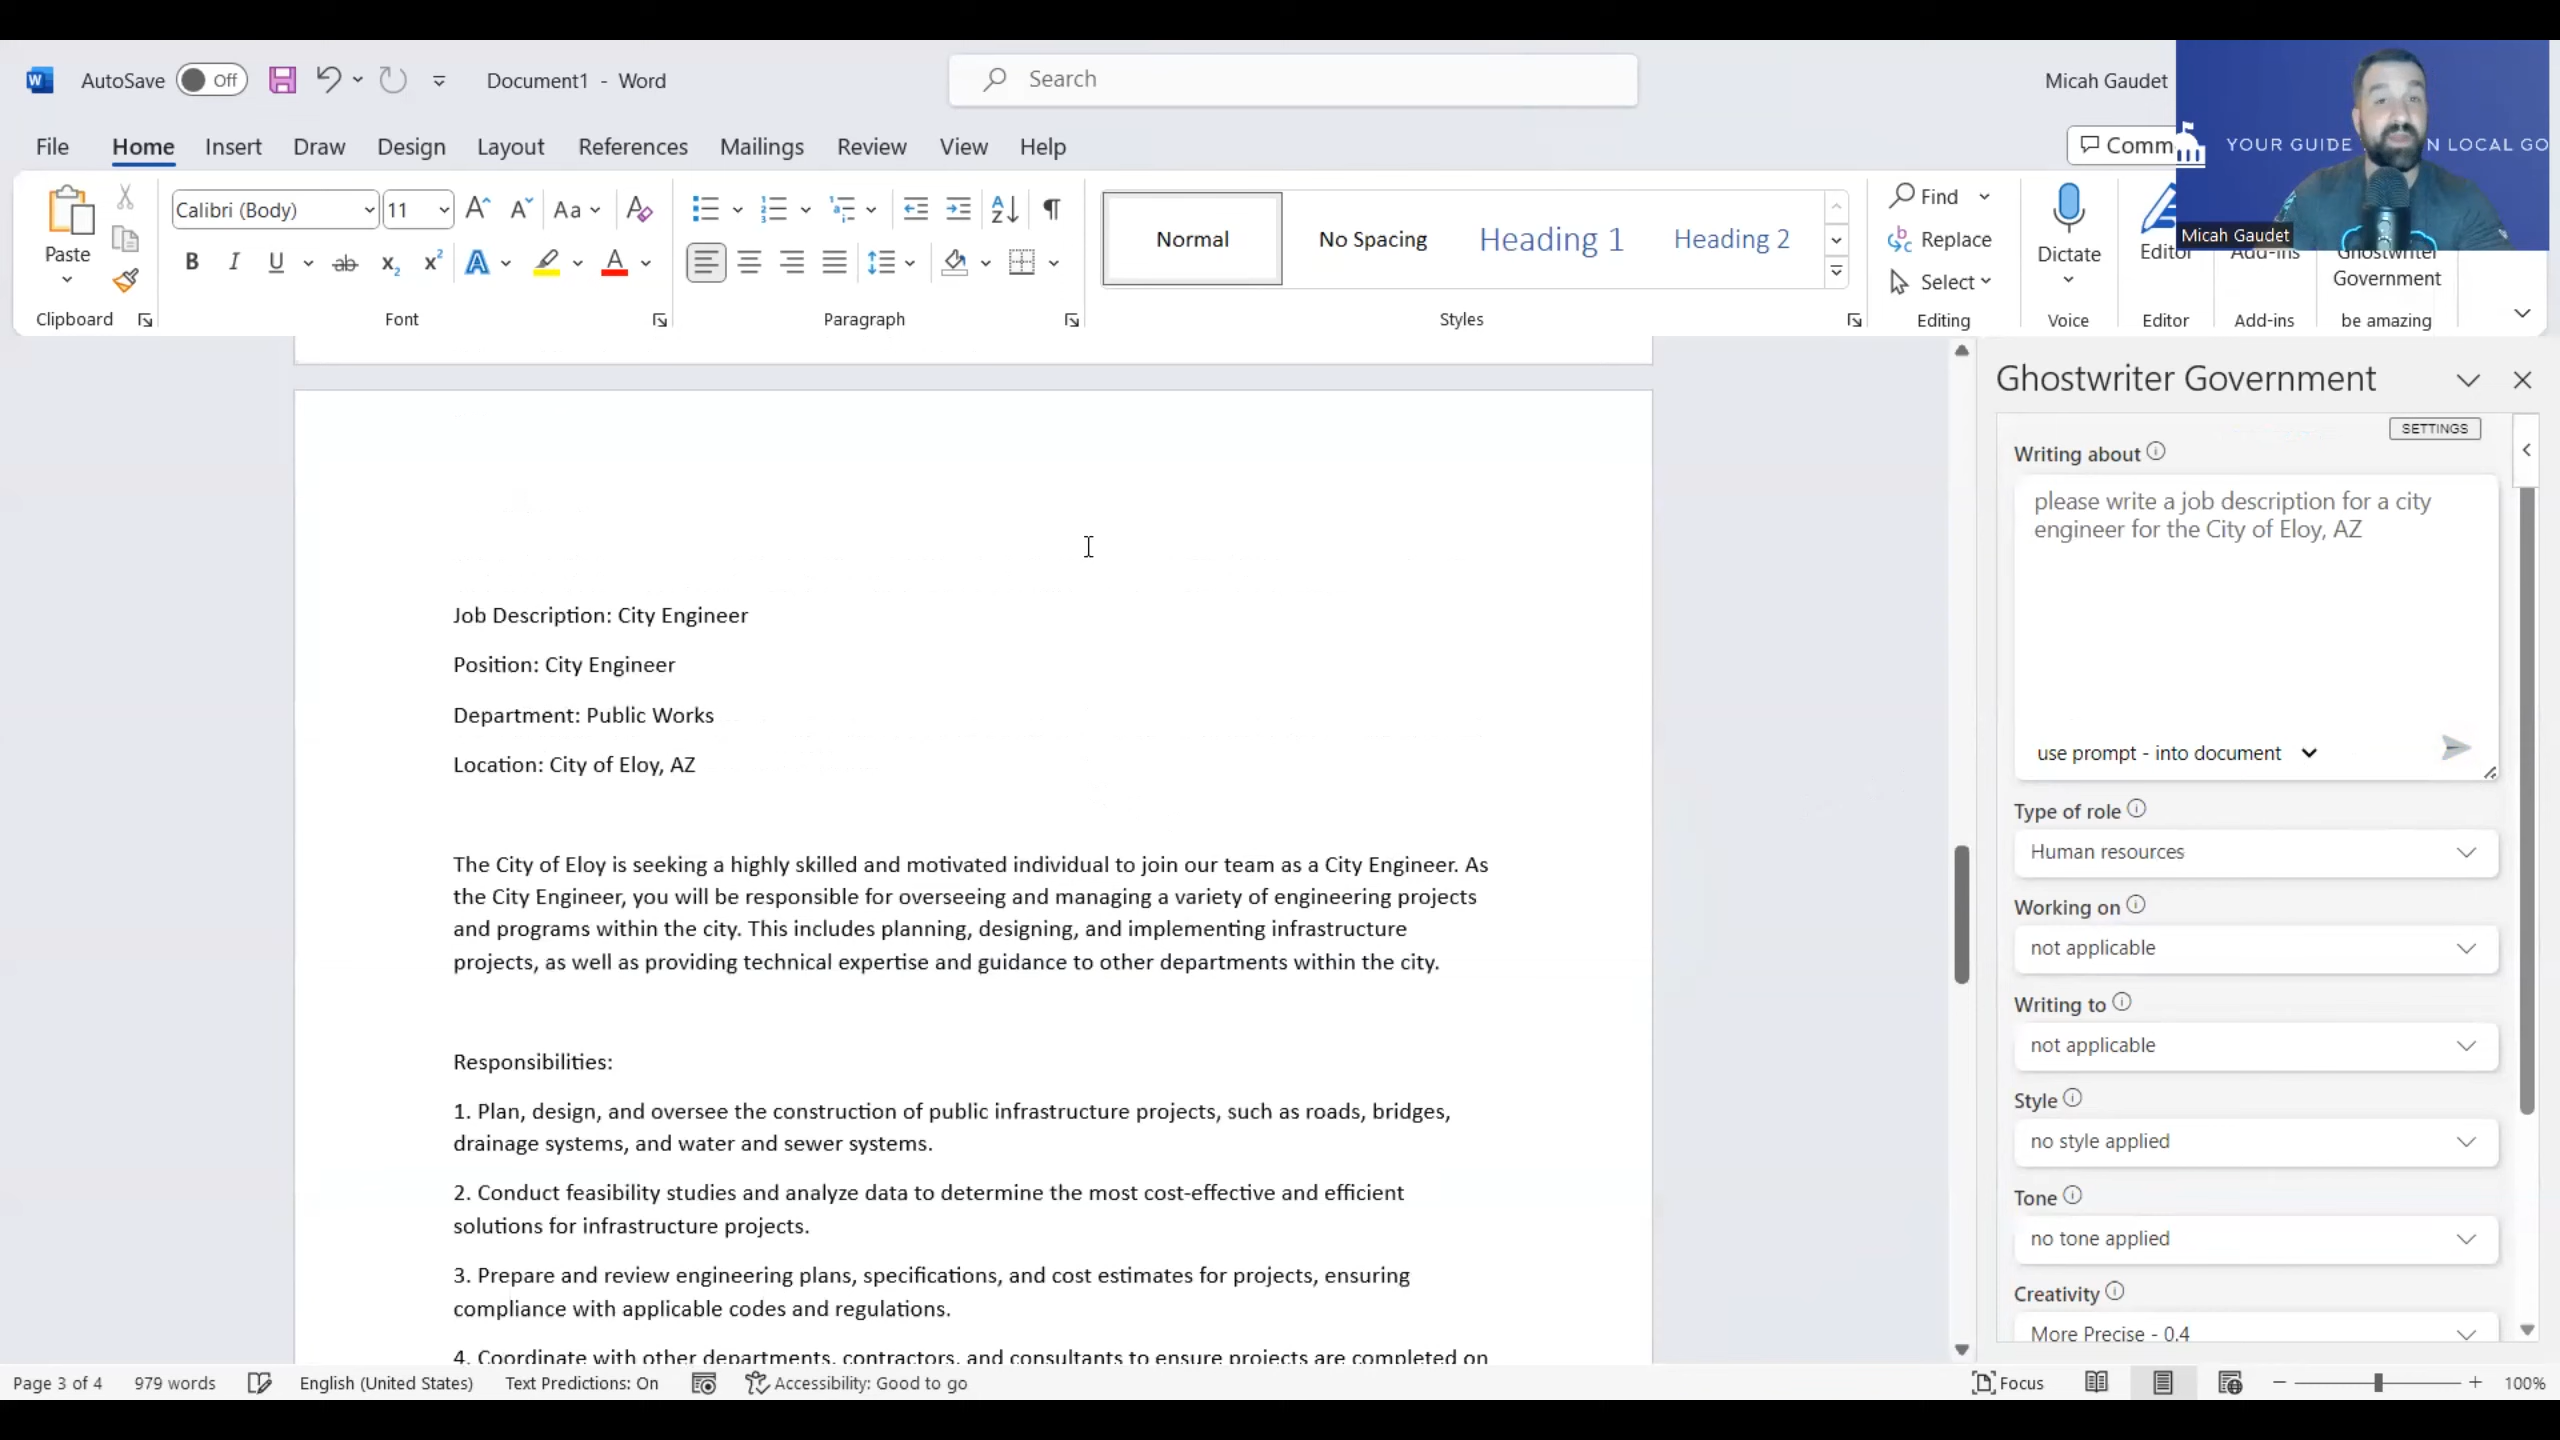 AutoSave Off Document1 - Word Search Micah Gaudet
YOUR GUIDE N LOCAL GO
Micah Gaudet
File Home Insert Draw Design Layout References Mailings Review View Help Comm
Paste
Clipboard
Calibri (Body) 11
Font
Paragraph
Normal No Spacing Heading 1 Heading 2
Styles
Find
Replace
Select
Editing
Dictate
Voice
Editor
Editor
Add-ins
Add-ins
Ghostwriter
Government
be amazing
Job Description: City Engineer
Position: City Engineer
Department: Public Works
Location: City of Eloy, AZ
The City of Eloy is seeking a highly skilled and motivated individual to join our team as a City Engineer. As
the City Engineer, you will be responsible for overseeing and managing a variety of engineering projects
and programs within the city. This includes planning, designing, and implementing infrastructure
projects, as well as providing technical expertise and guidance to other departments within the city.
Responsibilities:
1. Plan, design, and oversee the construction of public infrastructure projects, such as roads, bridges,
drainage systems, and water and sewer systems.
2. Conduct feasibility studies and analyze data to determine the most cost-effective and efficient
solutions for infrastructure projects.
3. Prepare and review engineering plans, specifications, and cost estimates for projects, ensuring
compliance with applicable codes and regulations.
4. Coordinate with other departments, contractors, and consultants to ensure projects are completed on
Ghostwriter Government
SETTINGS
Writing about
please write a job description for a city
engineer for the City of Eloy, AZ
use prompt - into document
Type of role
Human resources
Working on
not applicable
Writing to
not applicable
Style
no style applied
Tone
no tone applied
Creativity
More Precise - 0.4
Page 3 of 4 979 words English (United States) Text Predictions: On Accessibility: Good to go Focus 100%